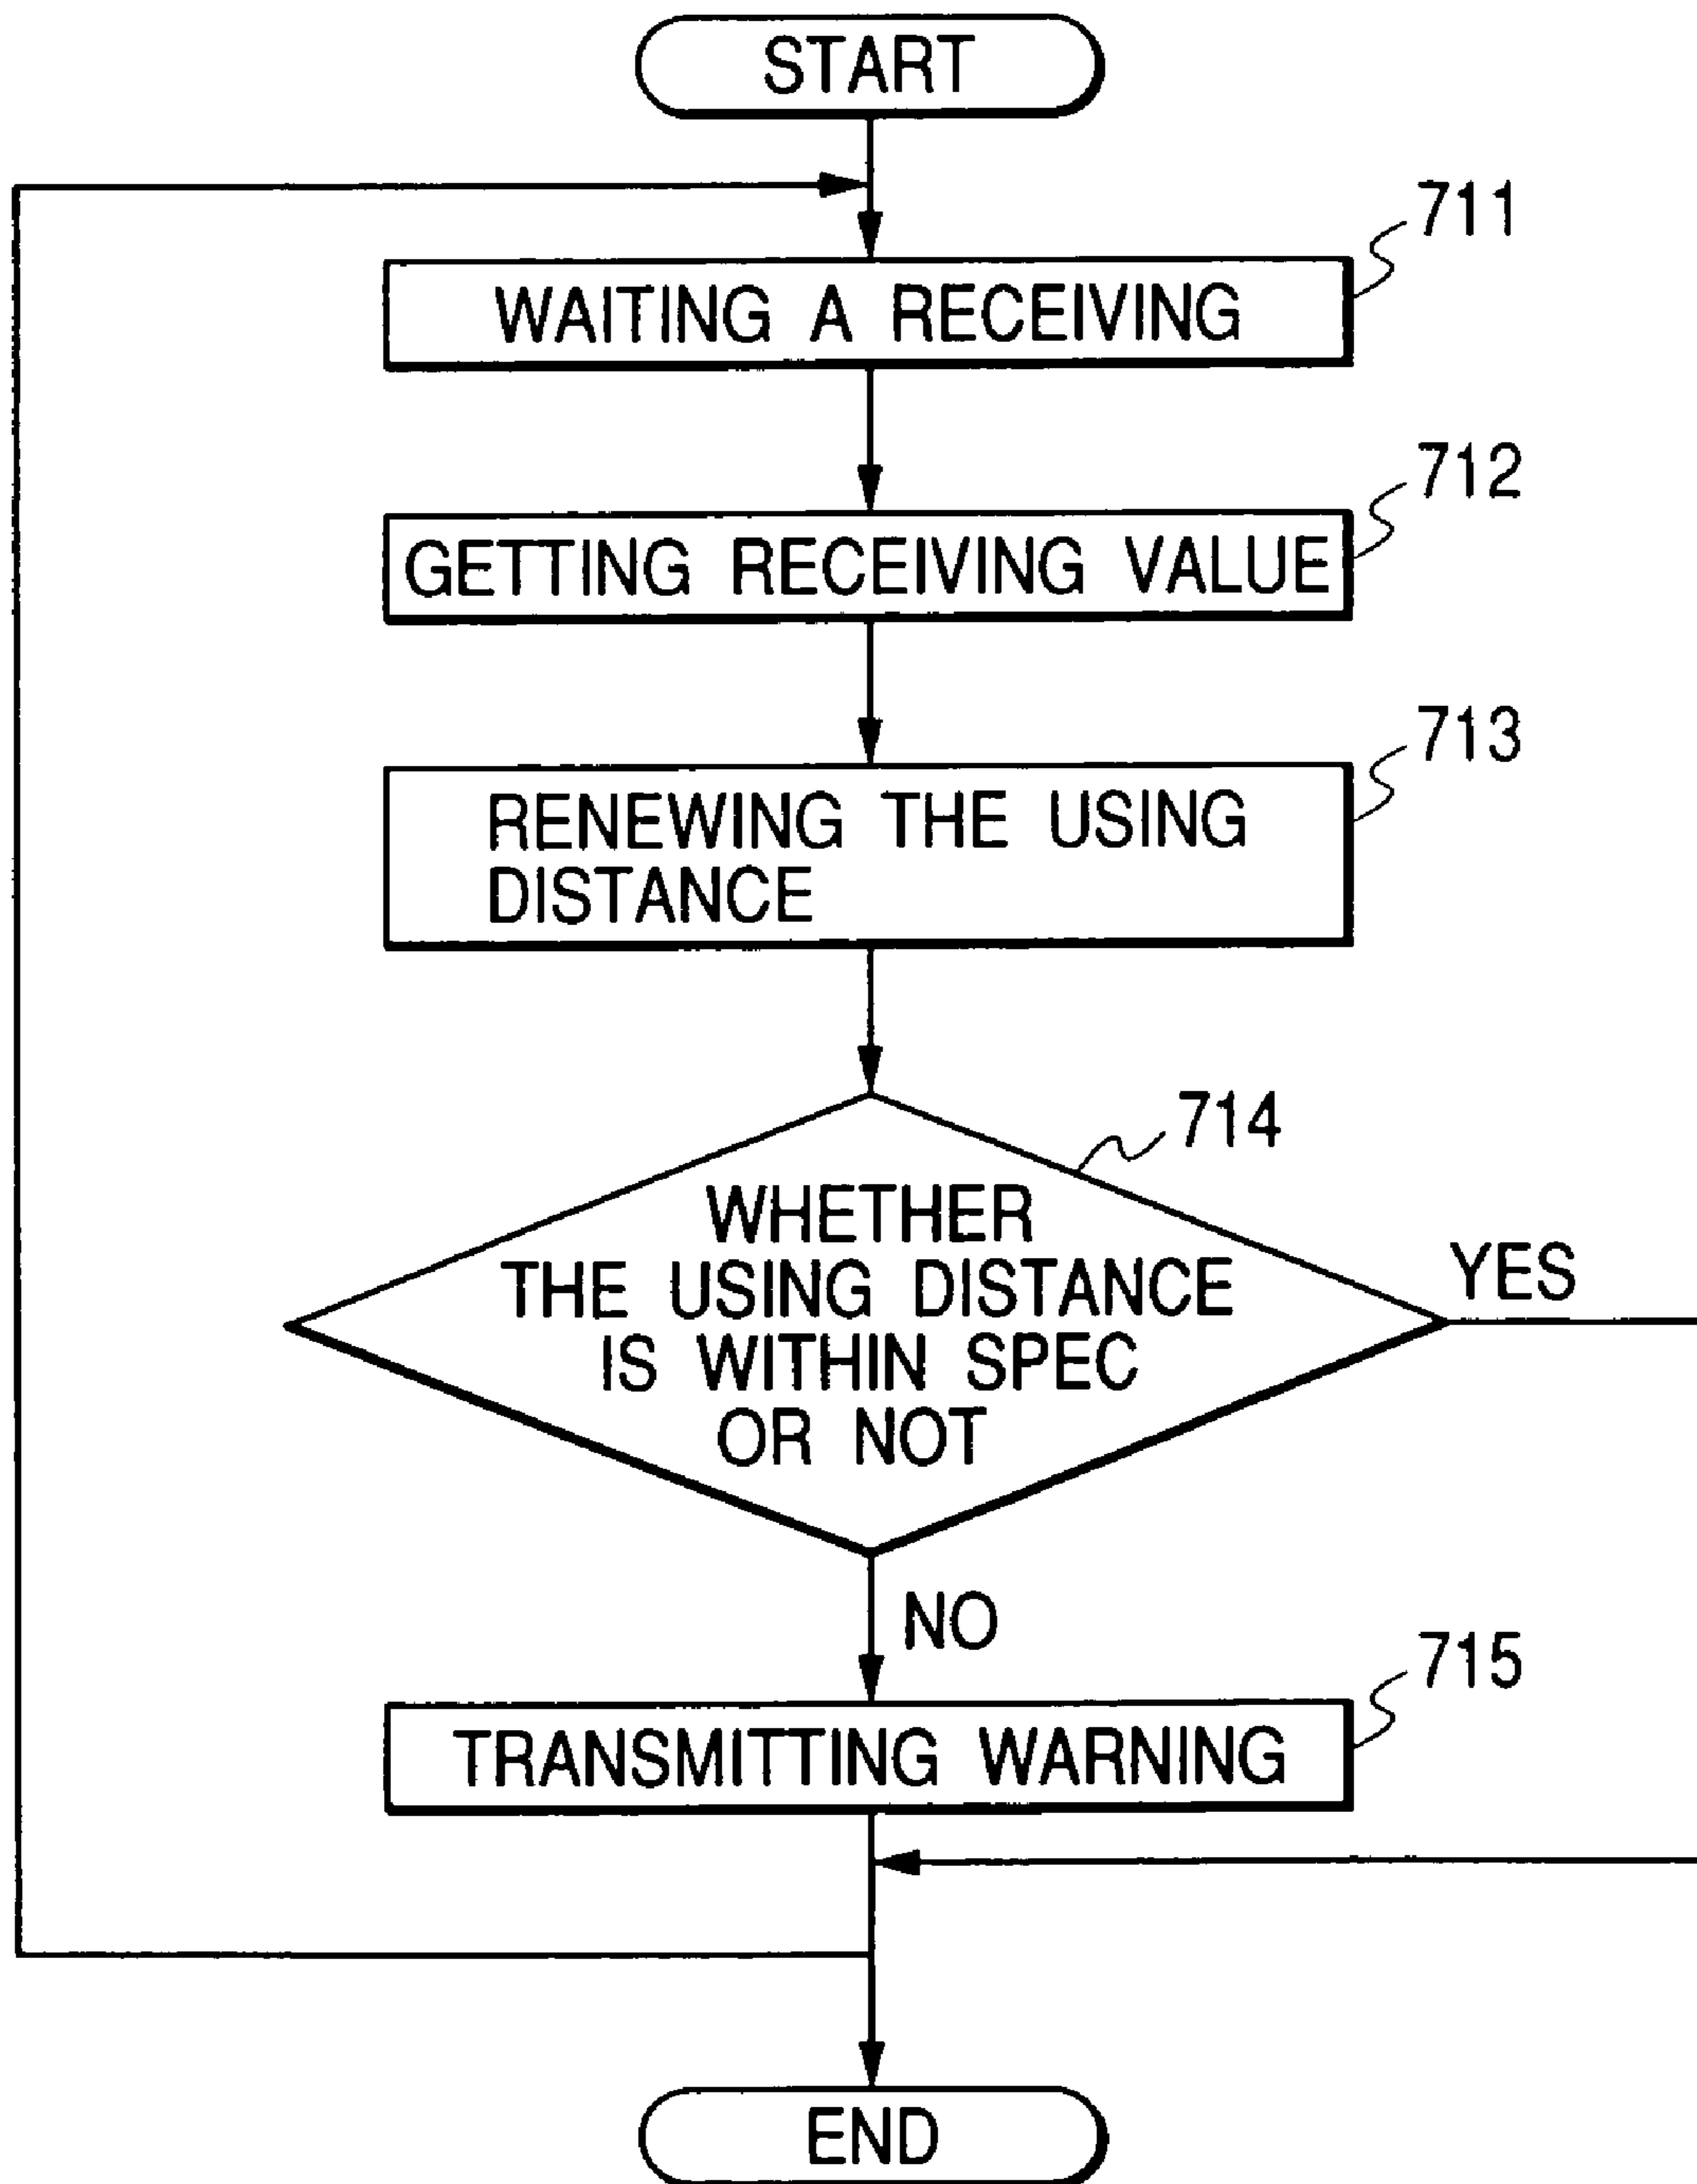 START
711
WAITING A RECEIVING
712
GETTING RECEIVING VALUE
713
RENEWING THE USING
DISTANCE
714
WHETHER
THE USING DISTANCE
IS WITHIN SPEC
OR NOT
YES
NO
715
TRANSMITTING WARNING
END